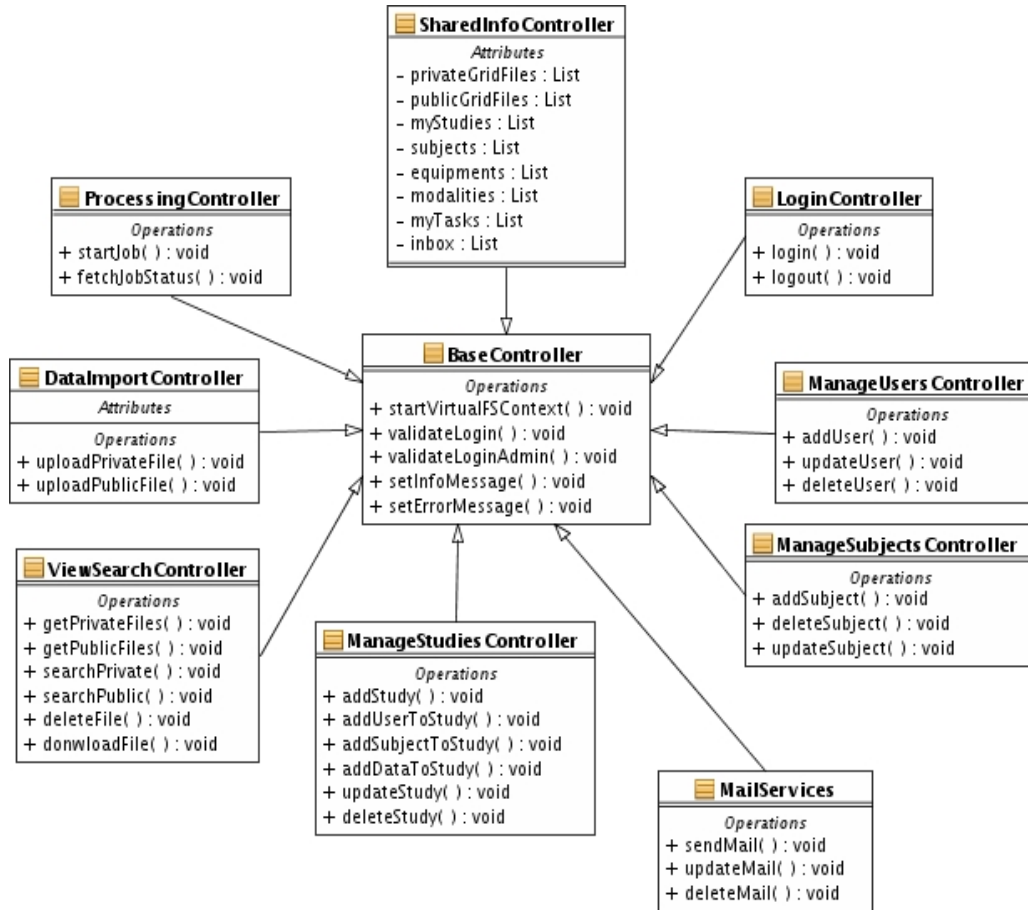 SharedInfoController
Attributes
- privateGridFiles : List
- publicGridFiles : List
- myStudies : List
- subjects : List
- equipments : List
- modalities : List
- myTasks : List
- inbox : List
ProcessingController
Operations
+ startJob( ) : void
+ fetchJobStatus( ) : void
LoginController
Operations
+ login( ) : void
+ logout( ) : void
BaseController
Operations
+ startVirtualFSContext( ) : void
+ validateLogin( ) : void
+ validateLoginAdmin( ) : void
+ setInfoMessage( ) : void
+ setErrorMessage( ) : void
DataImportController
Attributes
Operations
+ uploadPrivateFile( ) : void
+ uploadPublicFile( ) : void
ManageUsersController
Operations
+ addUser( ) : void
+ updateUser( ) : void
+ deleteUser( ) : void
ManageSubjectsController
Operations
+ addSubject( ) : void
+ deleteSubject( ) : void
+ updateSubject( ) : void
ViewSearchController
Operations
+ getPrivateFiles( ) : void
+ getPublicFiles( ) : void
+ searchPrivate( ) : void
+ searchPublic( ) : void
+ deleteFile( ) : void
+ donwloadFile( ) : void
ManageStudiesController
Operations
+ addStudy( ) : void
+ addUserToStudy( ) : void
+ addSubjectToStudy( ) : void
+ addDataToStudy( ) : void
+ updateStudy( ) : void
+ deleteStudy( ) : void
MailServices
Operations
+ sendMail( ) : void
+ updateMail( ) : void
+ deleteMail( ) : void